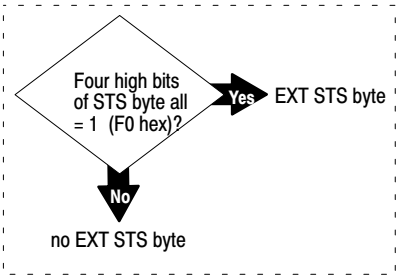 Four high bits
of STS byte all
= 1 (F0 hex)?
Yes
EXT STS byte
No
no EXT STS byte